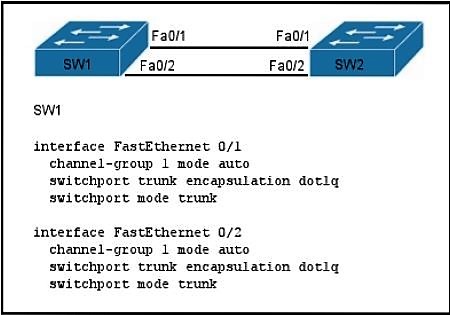 Fa0/1 Fa0/1
SW1 Fa0/2 Fa0/2 SW2
SW1
interface FastEthernet 0/1
channel-group 1 mode auto
switchport trunk encapsulation dot1q
switchport mode trunk
interface FastEthernet 0/2
channel-group 1 mode auto
switchport trunk encapsulation dot1q
switchport mode trunk